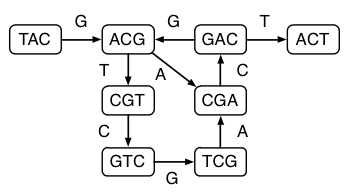 G G T
TAC ACG GAC ACT
T A C
CGT CGA
C A
GTC TCG
G